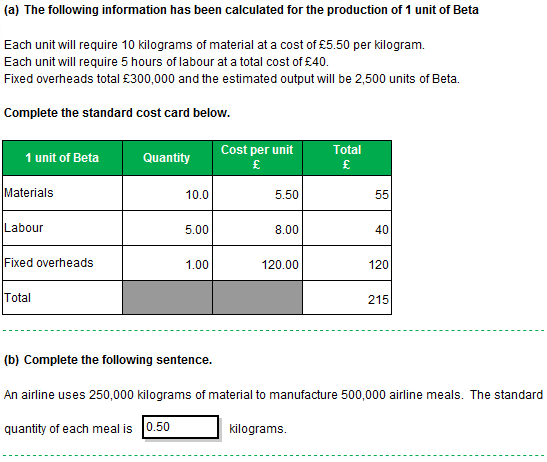 (a) The following information has been calculated for the production of 1 unit of Beta
Each unit will require 10 kilograms of material at a cost of £5.50 per kilogram.
Each unit will require 5 hours of labour at a total cost of £40.
Fixed overheads total £300,000 and the estimated output will be 2,500 units of Beta.
Complete the standard cost card below.
1 unit of Beta Quantity Cost per unit £ Total £
Materials 10.0 5.50 55
Labour 5.00 8.00 40
Fixed overheads 1.00 120.00 120
Total 215
(b) Complete the following sentence.
An airline uses 250,000 kilograms of material to manufacture 500,000 airline meals. The standard
quantity of each meal is 0.50 kilograms.